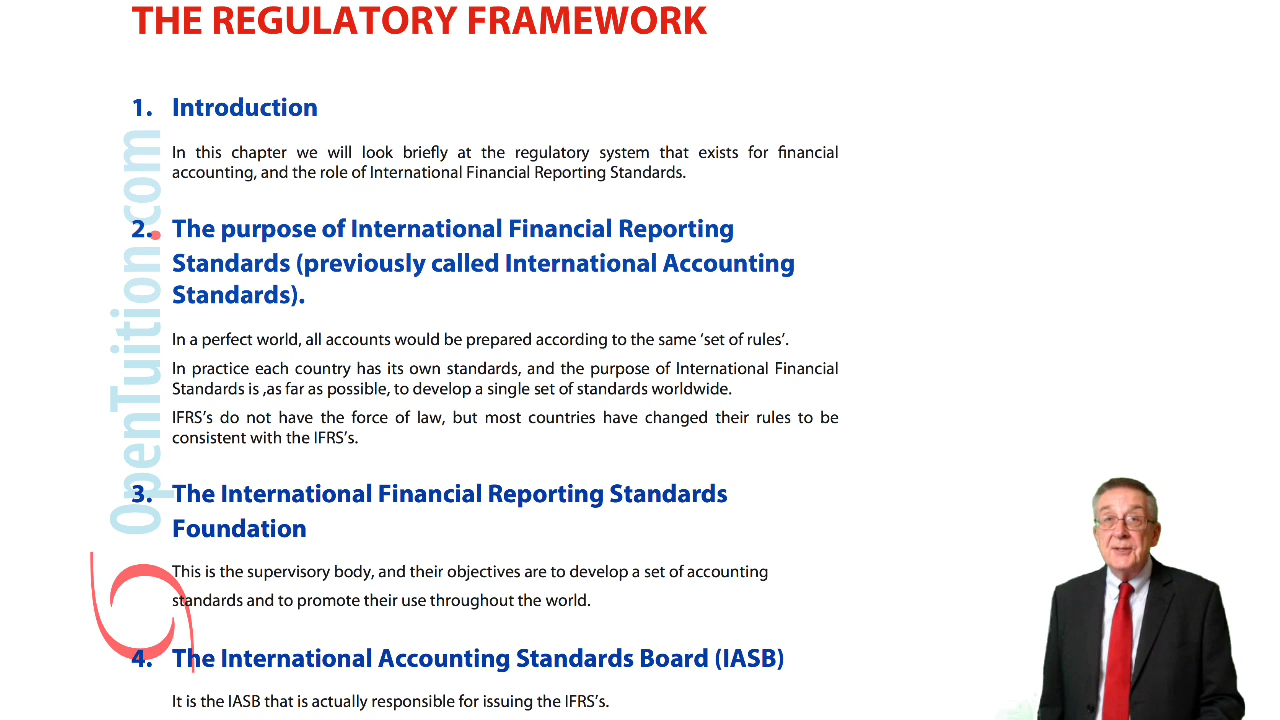 THE REGULATORY FRAMEWORK
1. Introduction
In this chapter we will look briefly at the regulatory system that exists for financial
accounting, and the role of International Financial Reporting Standards.
2. The purpose of International Financial Reporting
Standards (previously called International Accounting
Standards).
In a perfect world, all accounts would be prepared according to the same ‘set of rules’.
In practice each country has its own standards, and the purpose of International Financial
Standards is ,as far as possible, to develop a single set of standards worldwide.
IFRS’s do not have the force of law, but most countries have changed their rules to be
consistent with the IFRS’s.
3. The International Financial Reporting Standards
Foundation
This is the supervisory body, and their objectives are to develop a set of accounting
standards and to promote their use throughout the world.
4. The International Accounting Standards Board (IASB)
It is the IASB that is actually responsible for issuing the IFRS’s.
OpenTuition.com